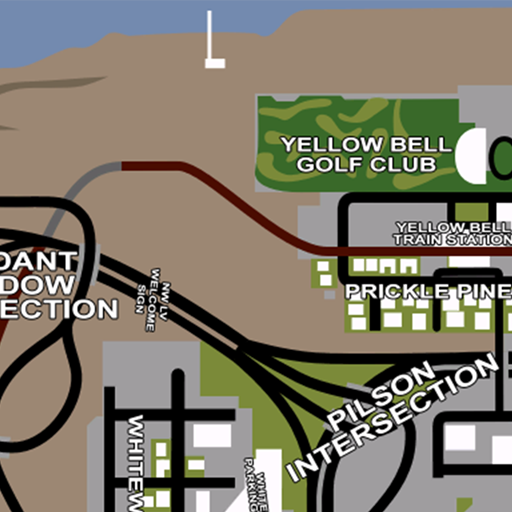 YELLOW BELL
GOLF CLUB
YELLOW BELL
TRAIN STATION
DANT
DOW
ECTION
PRICKLE PINE
NW LV
WELCOME
SIGN
PILSON
INTERSECTION
WHITEW
WHITE
PARKING